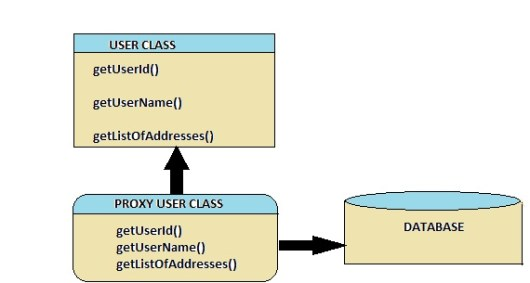 USER CLASS
getUserId()
getUserName()
getListOfAddresses()
PROXY USER CLASS
getUserId()
getUserName()
getListOfAddresses()
DATABASE